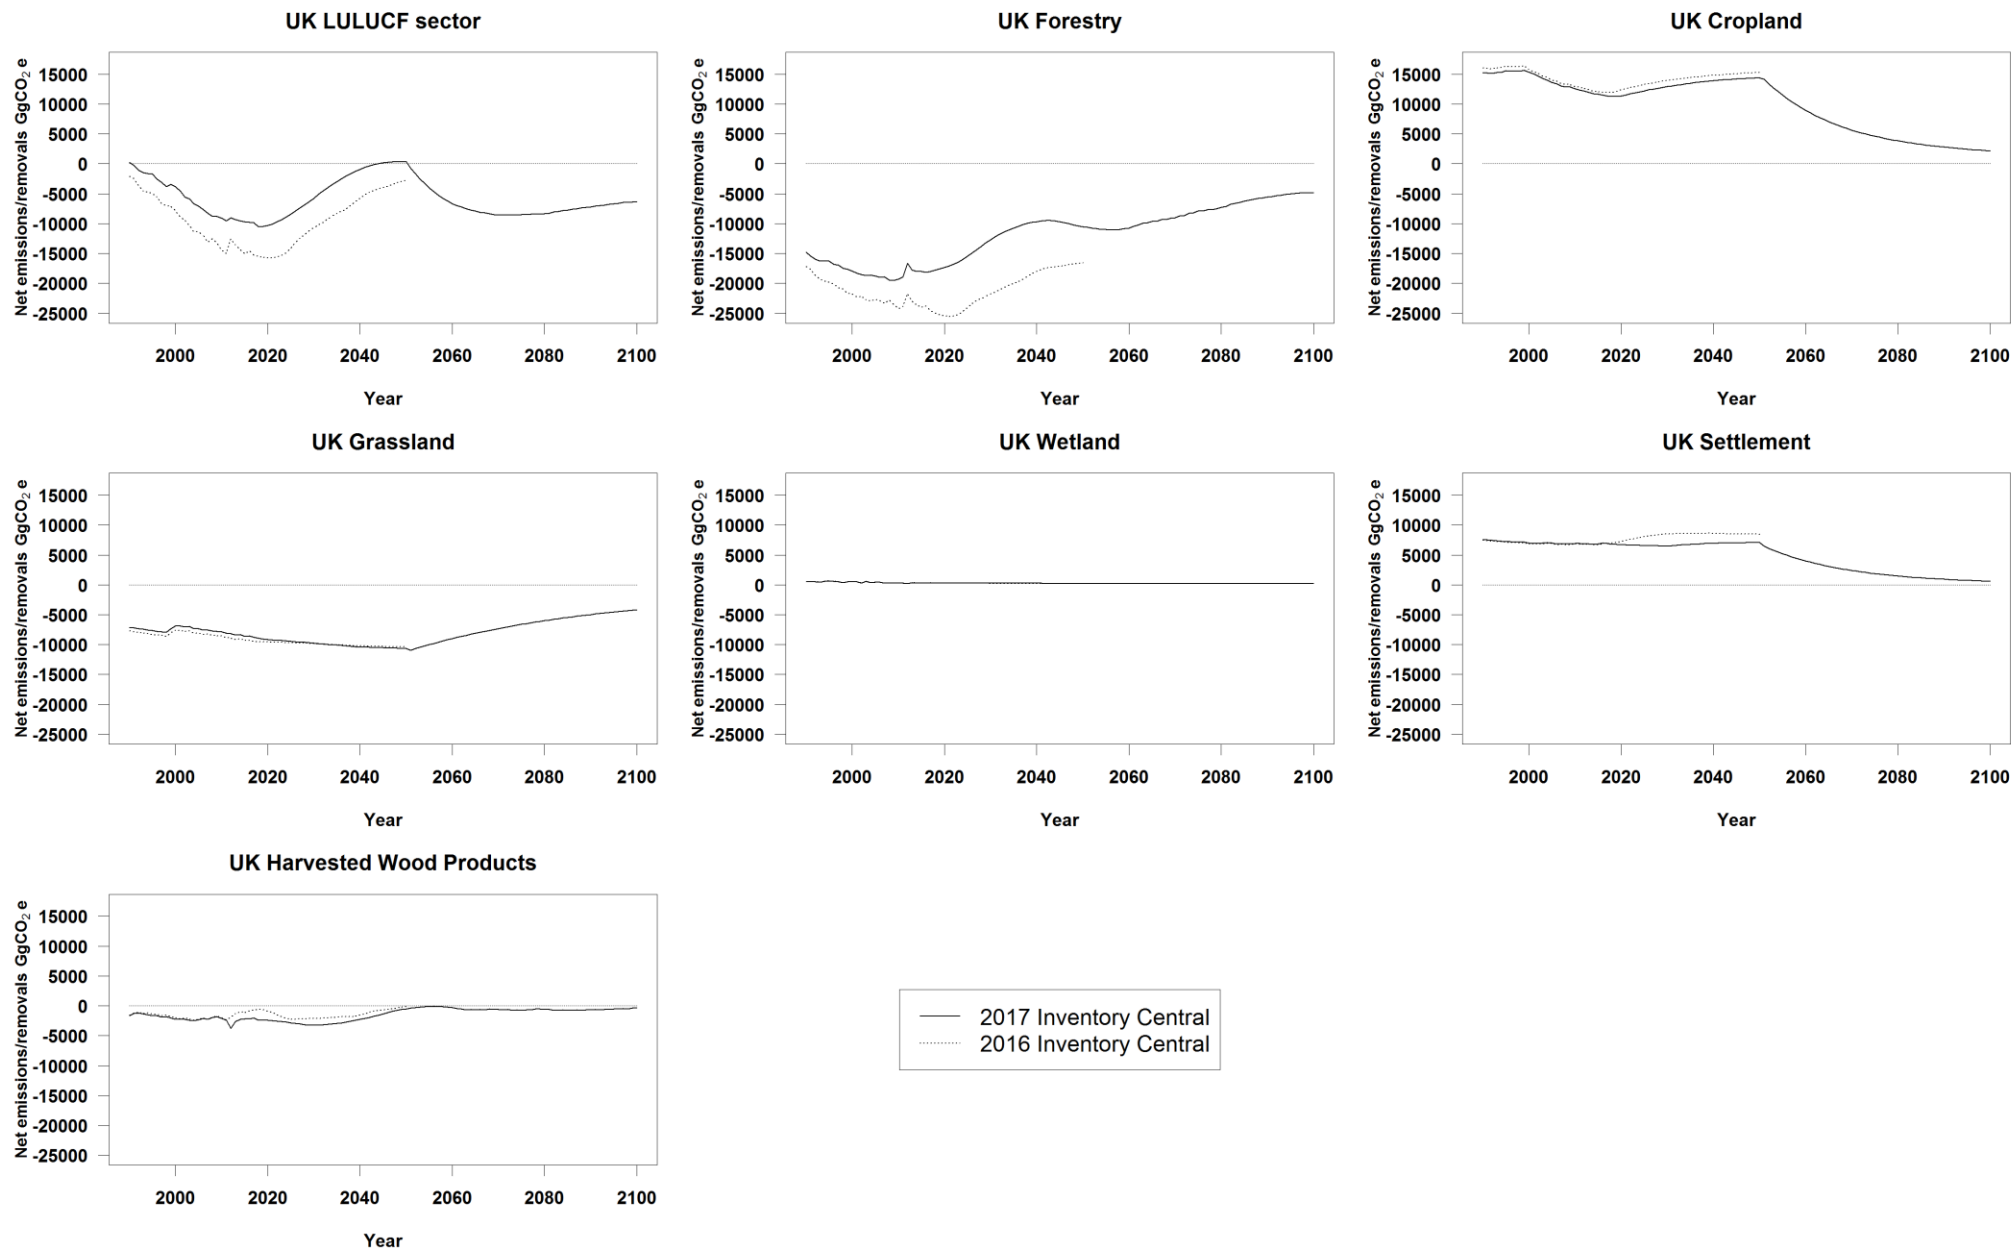 UK LULUCF sector
Net emissions/removals GgCO₂ e
15000
10000
5000
0
-5000
-10000
-15000
-20000
-25000
2000 2020 2040 2060 2080 2100
Year
UK Forestry
Net emissions/removals GgCO₂ e
15000
10000
5000
0
-5000
-10000
-15000
-20000
-25000
2000 2020 2040 2060 2080 2100
Year
UK Cropland
Net emissions/removals GgCO₂ e
15000
10000
5000
0
-5000
-10000
-15000
-20000
-25000
2000 2020 2040 2060 2080 2100
Year
UK Grassland
Net emissions/removals GgCO₂ e
15000
10000
5000
0
-5000
-10000
-15000
-20000
-25000
2000 2020 2040 2060 2080 2100
Year
UK Wetland
Net emissions/removals GgCO₂ e
15000
10000
5000
0
-5000
-10000
-15000
-20000
-25000
2000 2020 2040 2060 2080 2100
Year
UK Settlement
Net emissions/removals GgCO₂ e
15000
10000
5000
0
-5000
-10000
-15000
-20000
-25000
2000 2020 2040 2060 2080 2100
Year
UK Harvested Wood Products
Net emissions/removals GgCO₂ e
15000
10000
5000
0
-5000
-10000
-15000
-20000
-25000
2000 2020 2040 2060 2080 2100
Year
2017 Inventory Central
2016 Inventory Central